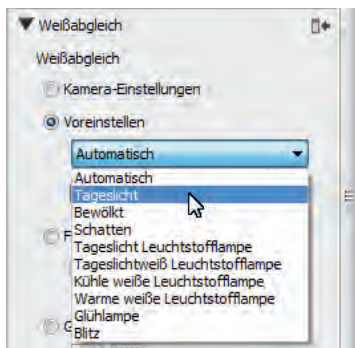 Weißabgleich
Weißabgleich
Kamera-Einstellungen
Voreinstellen
Automatisch
Automatisch
Tageslicht
Bewölkt
Schatten
Tageslicht Leuchtstofflampe
Tageslichtweiß Leuchtstofflampe
Kühle weiße Leuchtstofflampe
Warme weiße Leuchtstofflampe
Glühlampe
Blitz